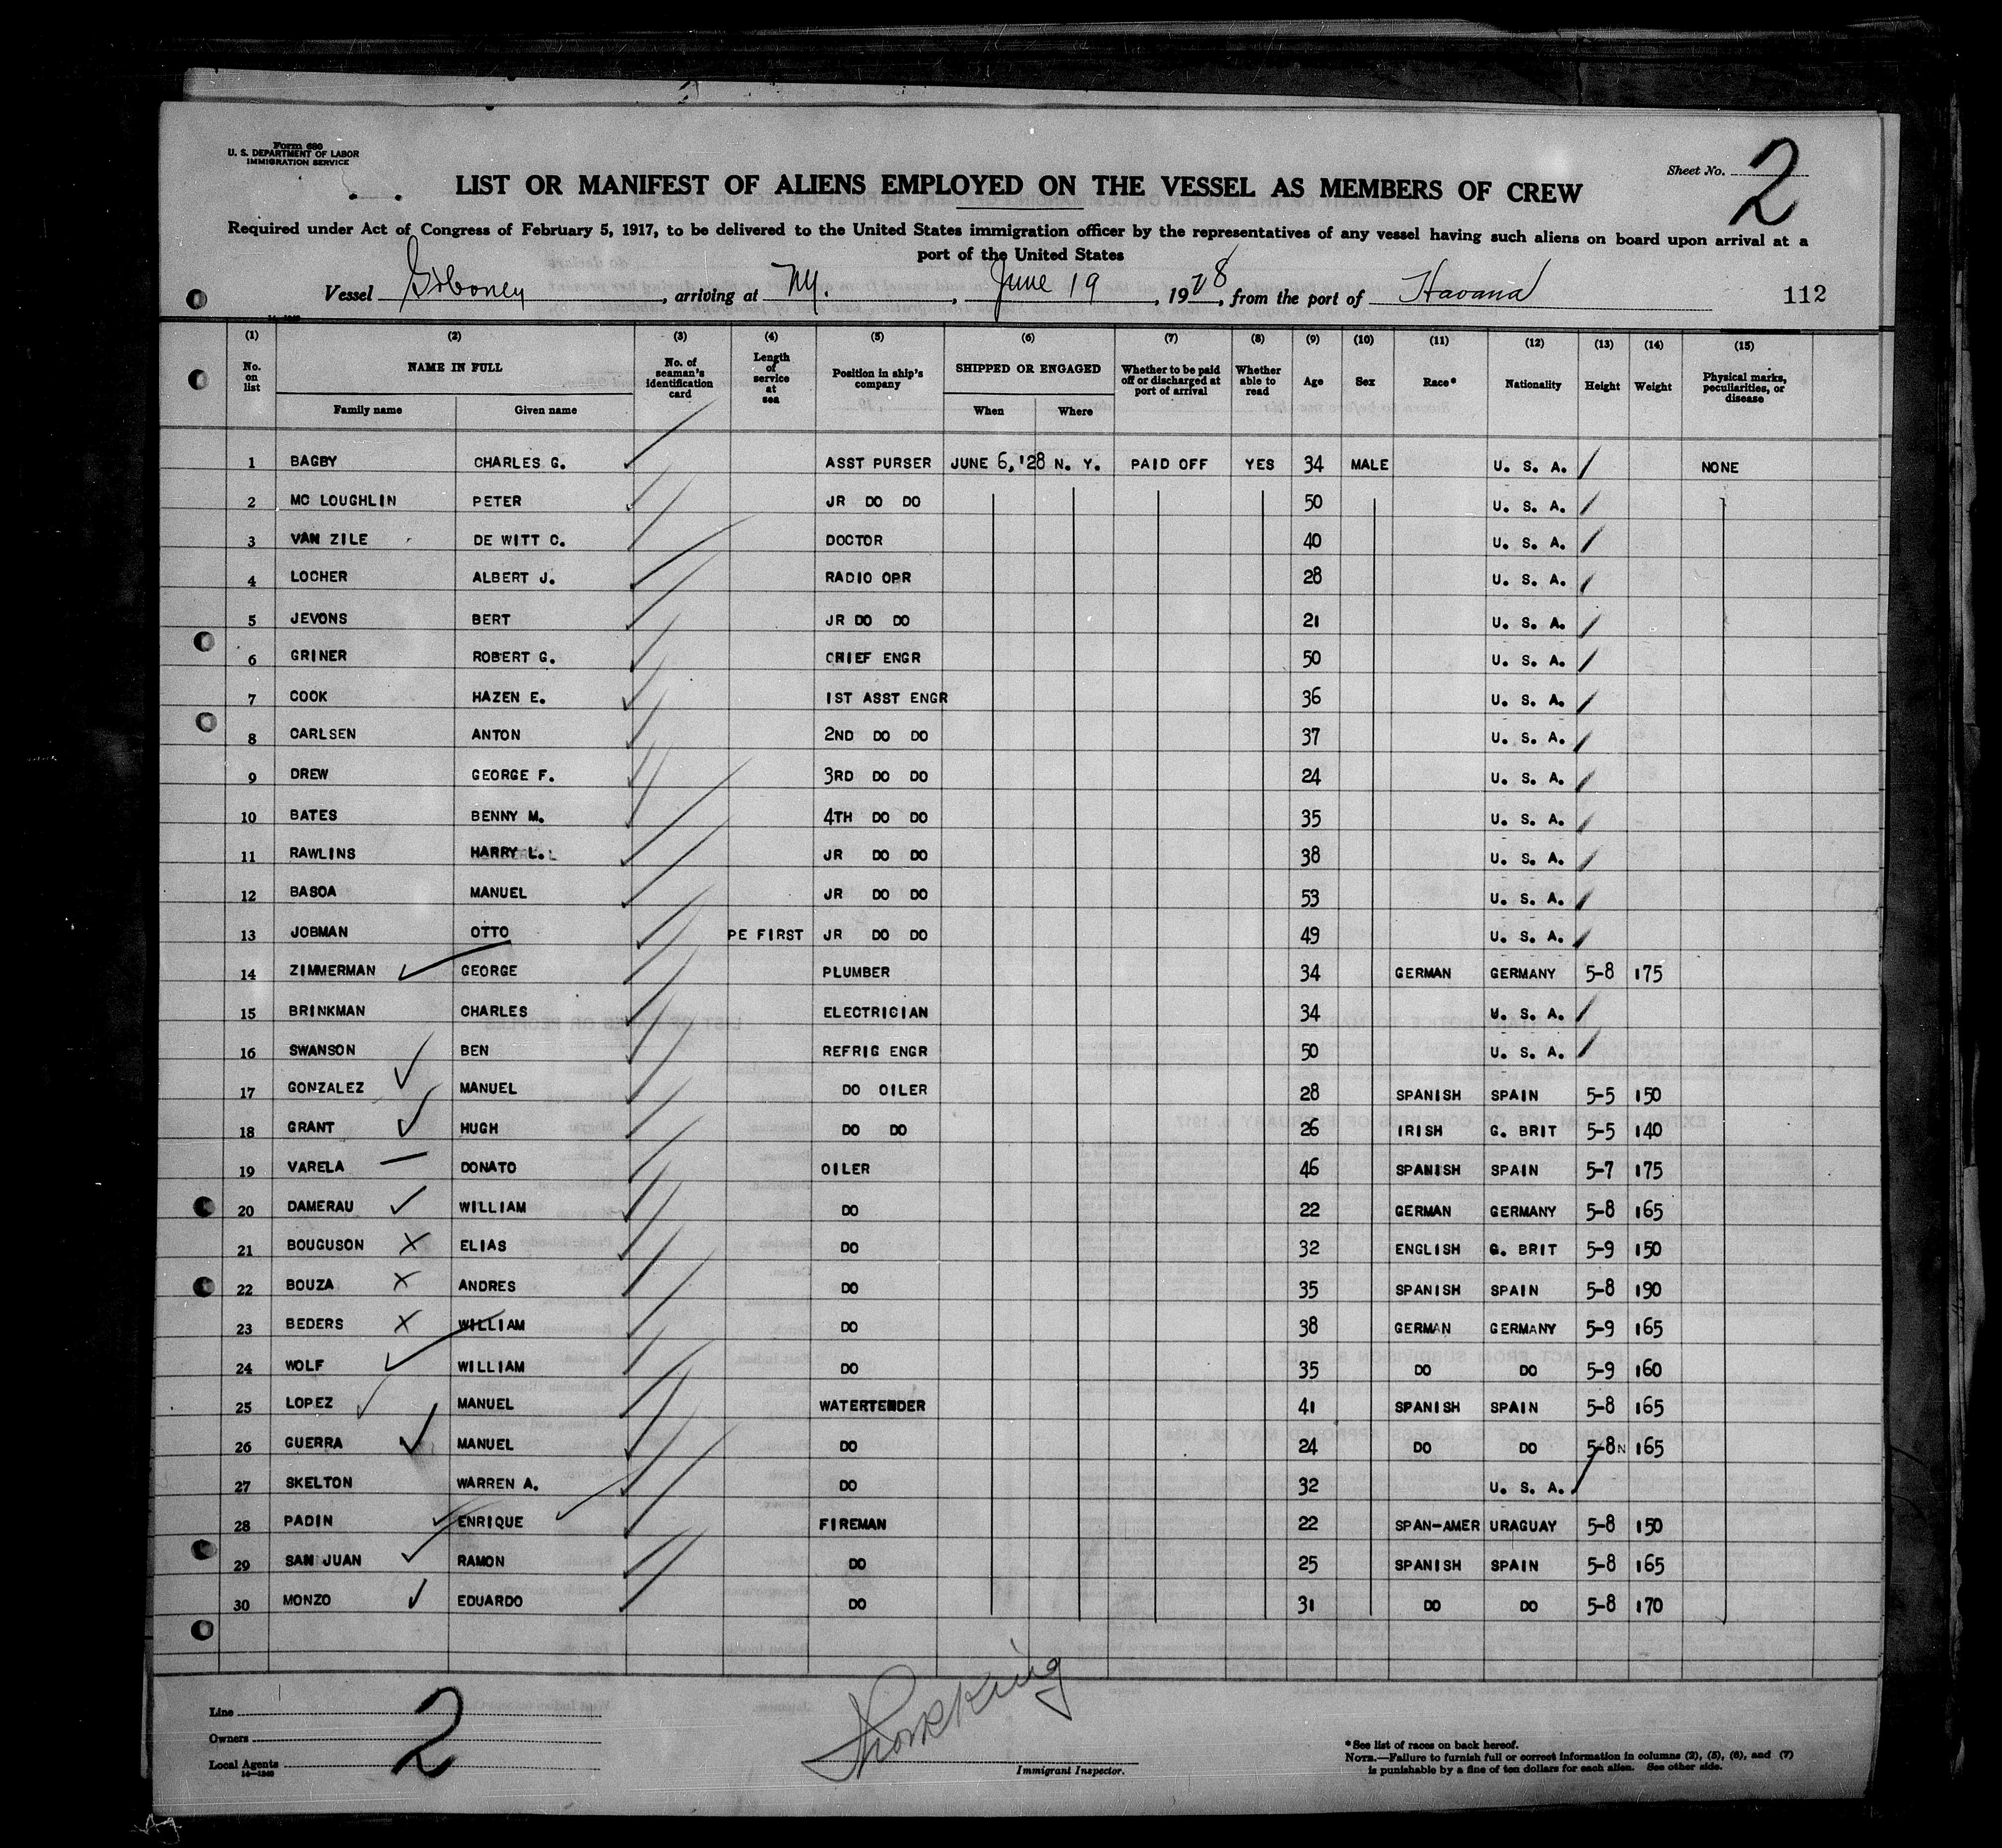 Form 680
U. S. DEPARTMENT OF LABOR
IMMIGRATION SERVICE
Sheet No. 2
LIST OR MANIFEST OF ALIENS EMPLOYED ON THE VESSEL AS MEMBERS OF CREW
Required under Act of Congress of February 5, 1917, to be delivered to the United States immigration officer by the representatives of any vessel having such aliens on board upon arrival at a
port of the United States
Vessel Siboney, arriving at NY., June 19, 1928, from the port of Havana
112
(1) (2) (3) (4) (5) (6) (7) (8) (9) (10) (11) (12) (13) (14) (15)
No. on list NAME IN FULL No. of seaman's identification card Length of service at sea Position in ship's company SHIPPED OR ENGAGED Whether to be paid off or discharged at port of arrival Whether able to read Age Sex Race* Nationality Height Weight Physical marks, peculiarities, or disease
Family name Given name When Where
1 BAGBY CHARLES G. ASST PURSER JUNE 6,'28 N. Y. PAID OFF YES 34 MALE U. S. A. NONE
2 MC LOUGHLIN PETER JR DO DO 50 U. S. A.
3 VAN ZILE DE WITT C. DOCTOR 40 U. S. A.
4 LOCHER ALBERT J. RADIO OPR 28 U. S. A.
5 JEVONS BERT JR DO DO 21 U. S. A.
6 GRINER ROBERT G. CHIEF ENGR 50 U. S. A.
7 COOK HAZEN E. 1ST ASST ENGR 36 U. S. A.
8 CARLSEN ANTON 2ND DO DO 37 U. S. A.
9 DREW GEORGE F. 3RD DO DO 24 U. S. A.
10 BATES BENNY M. 4TH DO DO 35 U. S. A.
11 RAWLINS HARRY L. JR DO DO 38 U. S. A.
12 BASOA MANUEL JR DO DO 53 U. S. A.
13 JOBMAN OTTO PE FIRST JR DO DO 49 U. S. A.
14 ZIMMERMAN GEORGE PLUMBER 34 GERMAN GERMANY 5-8 175
15 BRINKMAN CHARLES ELECTRICIAN 34 U. S. A.
16 SWANSON BEN REFRIG ENGR 50 U. S. A.
17 GONZALEZ MANUEL DO OILER 28 SPANISH SPAIN 5-5 150
18 GRANT HUGH DO DO 26 IRISH G. BRIT 5-5 140
19 VARELA DONATO OILER 46 SPANISH SPAIN 5-7 175
20 DAMERAU WILLIAM DO 22 GERMAN GERMANY 5-8 165
21 BOUGUSON ELIAS DO 32 ENGLISH G. BRIT 5-9 150
22 BOUZA ANDRES DO 35 SPANISH SPAIN 5-8 190
23 BEDERS WILLIAM DO 38 GERMAN GERMANY 5-9 165
24 WOLF WILLIAM DO 35 DO DO 5-9 160
25 LOPEZ MANUEL WATERTENDER 41 SPANISH SPAIN 5-8 165
26 GUERRA MANUEL DO 24 DO DO 5-8 165
27 SKELTON WARREN A. DO 32 U. S. A.
28 PADIN ENRIQUE FIREMAN 22 SPAN-AMER URAGUAY 5-8 150
29 SAN JUAN RAMON DO 25 SPANISH SPAIN 5-8 165
30 MONZO EDUARDO DO 31 DO DO 5-8 170
Line
Owners
Local Agents
2
Immigrant Inspector.
*See list of races on back hereof.
NOTE.—Failure to furnish full or correct information in columns (2), (5), (6), and (7)
is punishable by a fine of ten dollars for each alien. See other side.